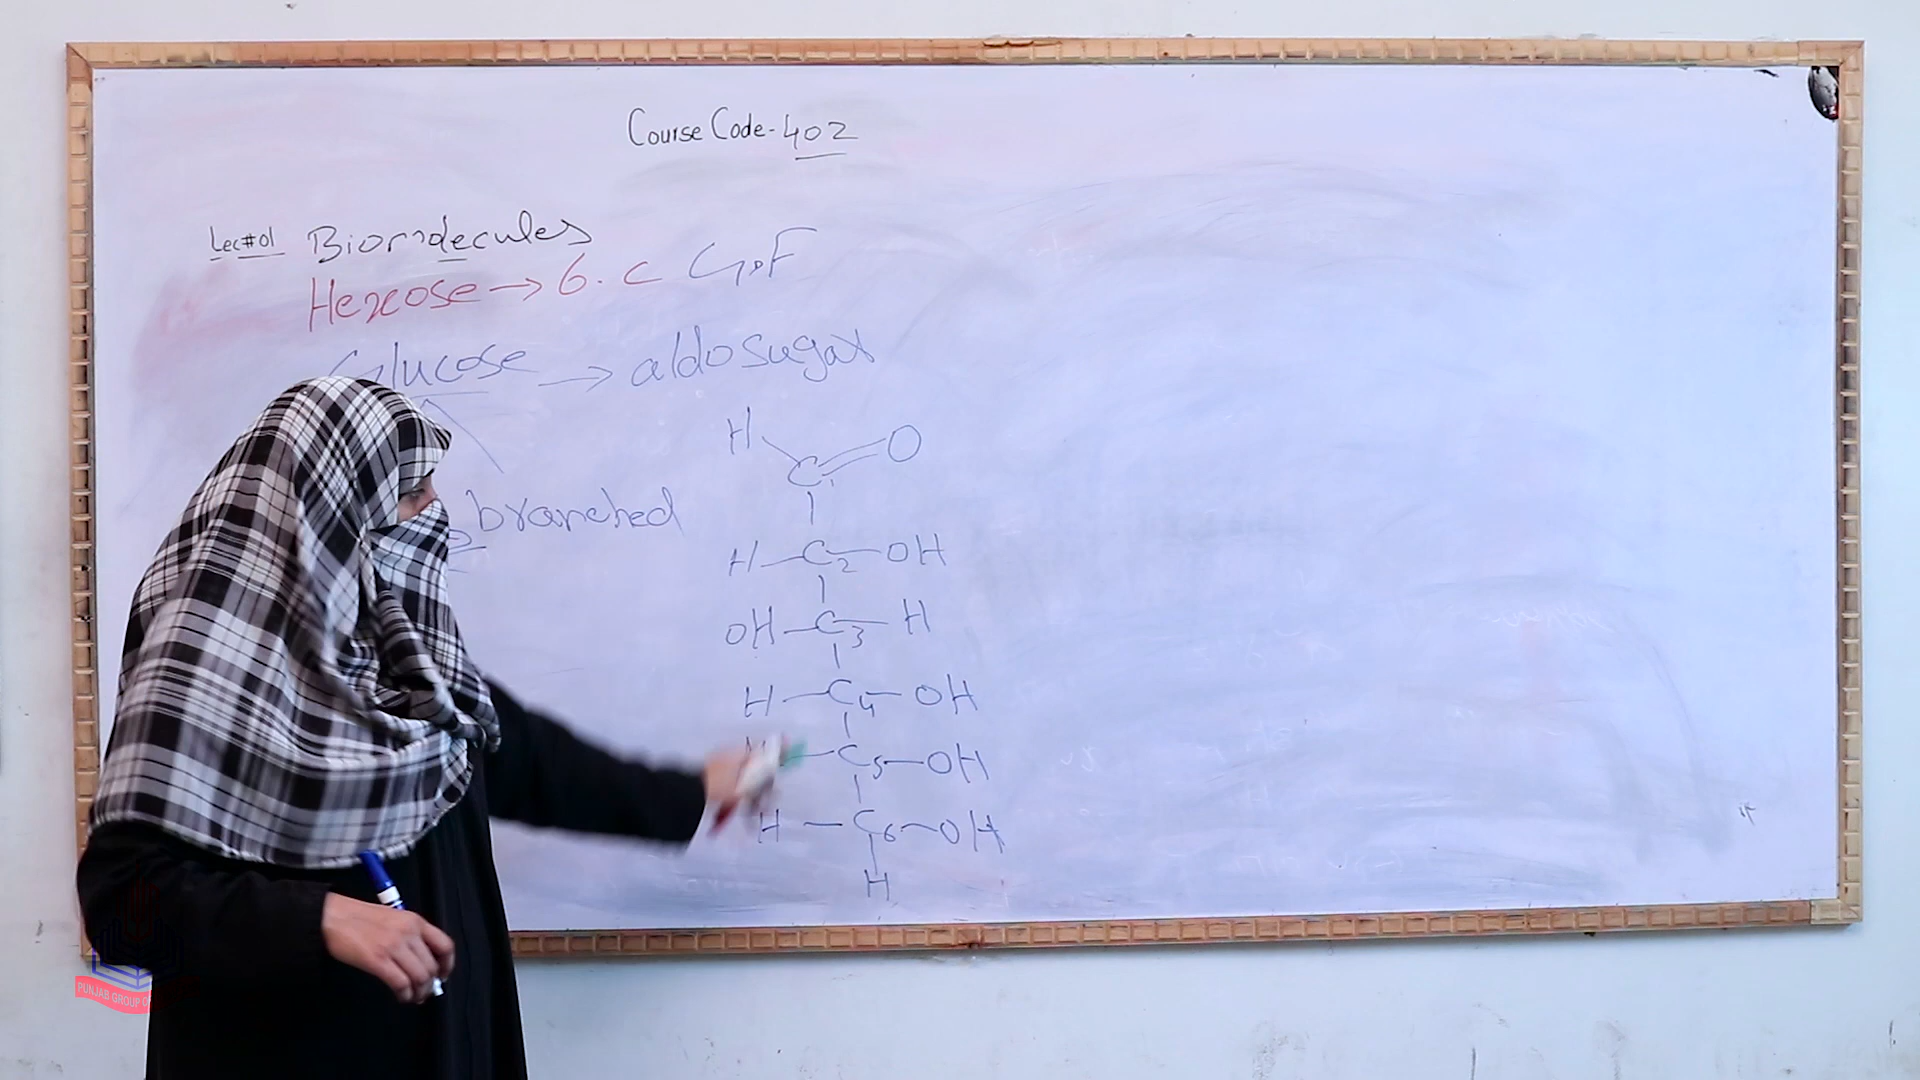 Course Code-402
Lec#01 Biomolecules
Hexose → 6.C G,F
Glucose → aldosugar
H O
C1
branched
H-C2-OH
OH-C3-H
H-C4-OH
H-C5-OH
H-C6-OH
H
PUNJAB GROUP O